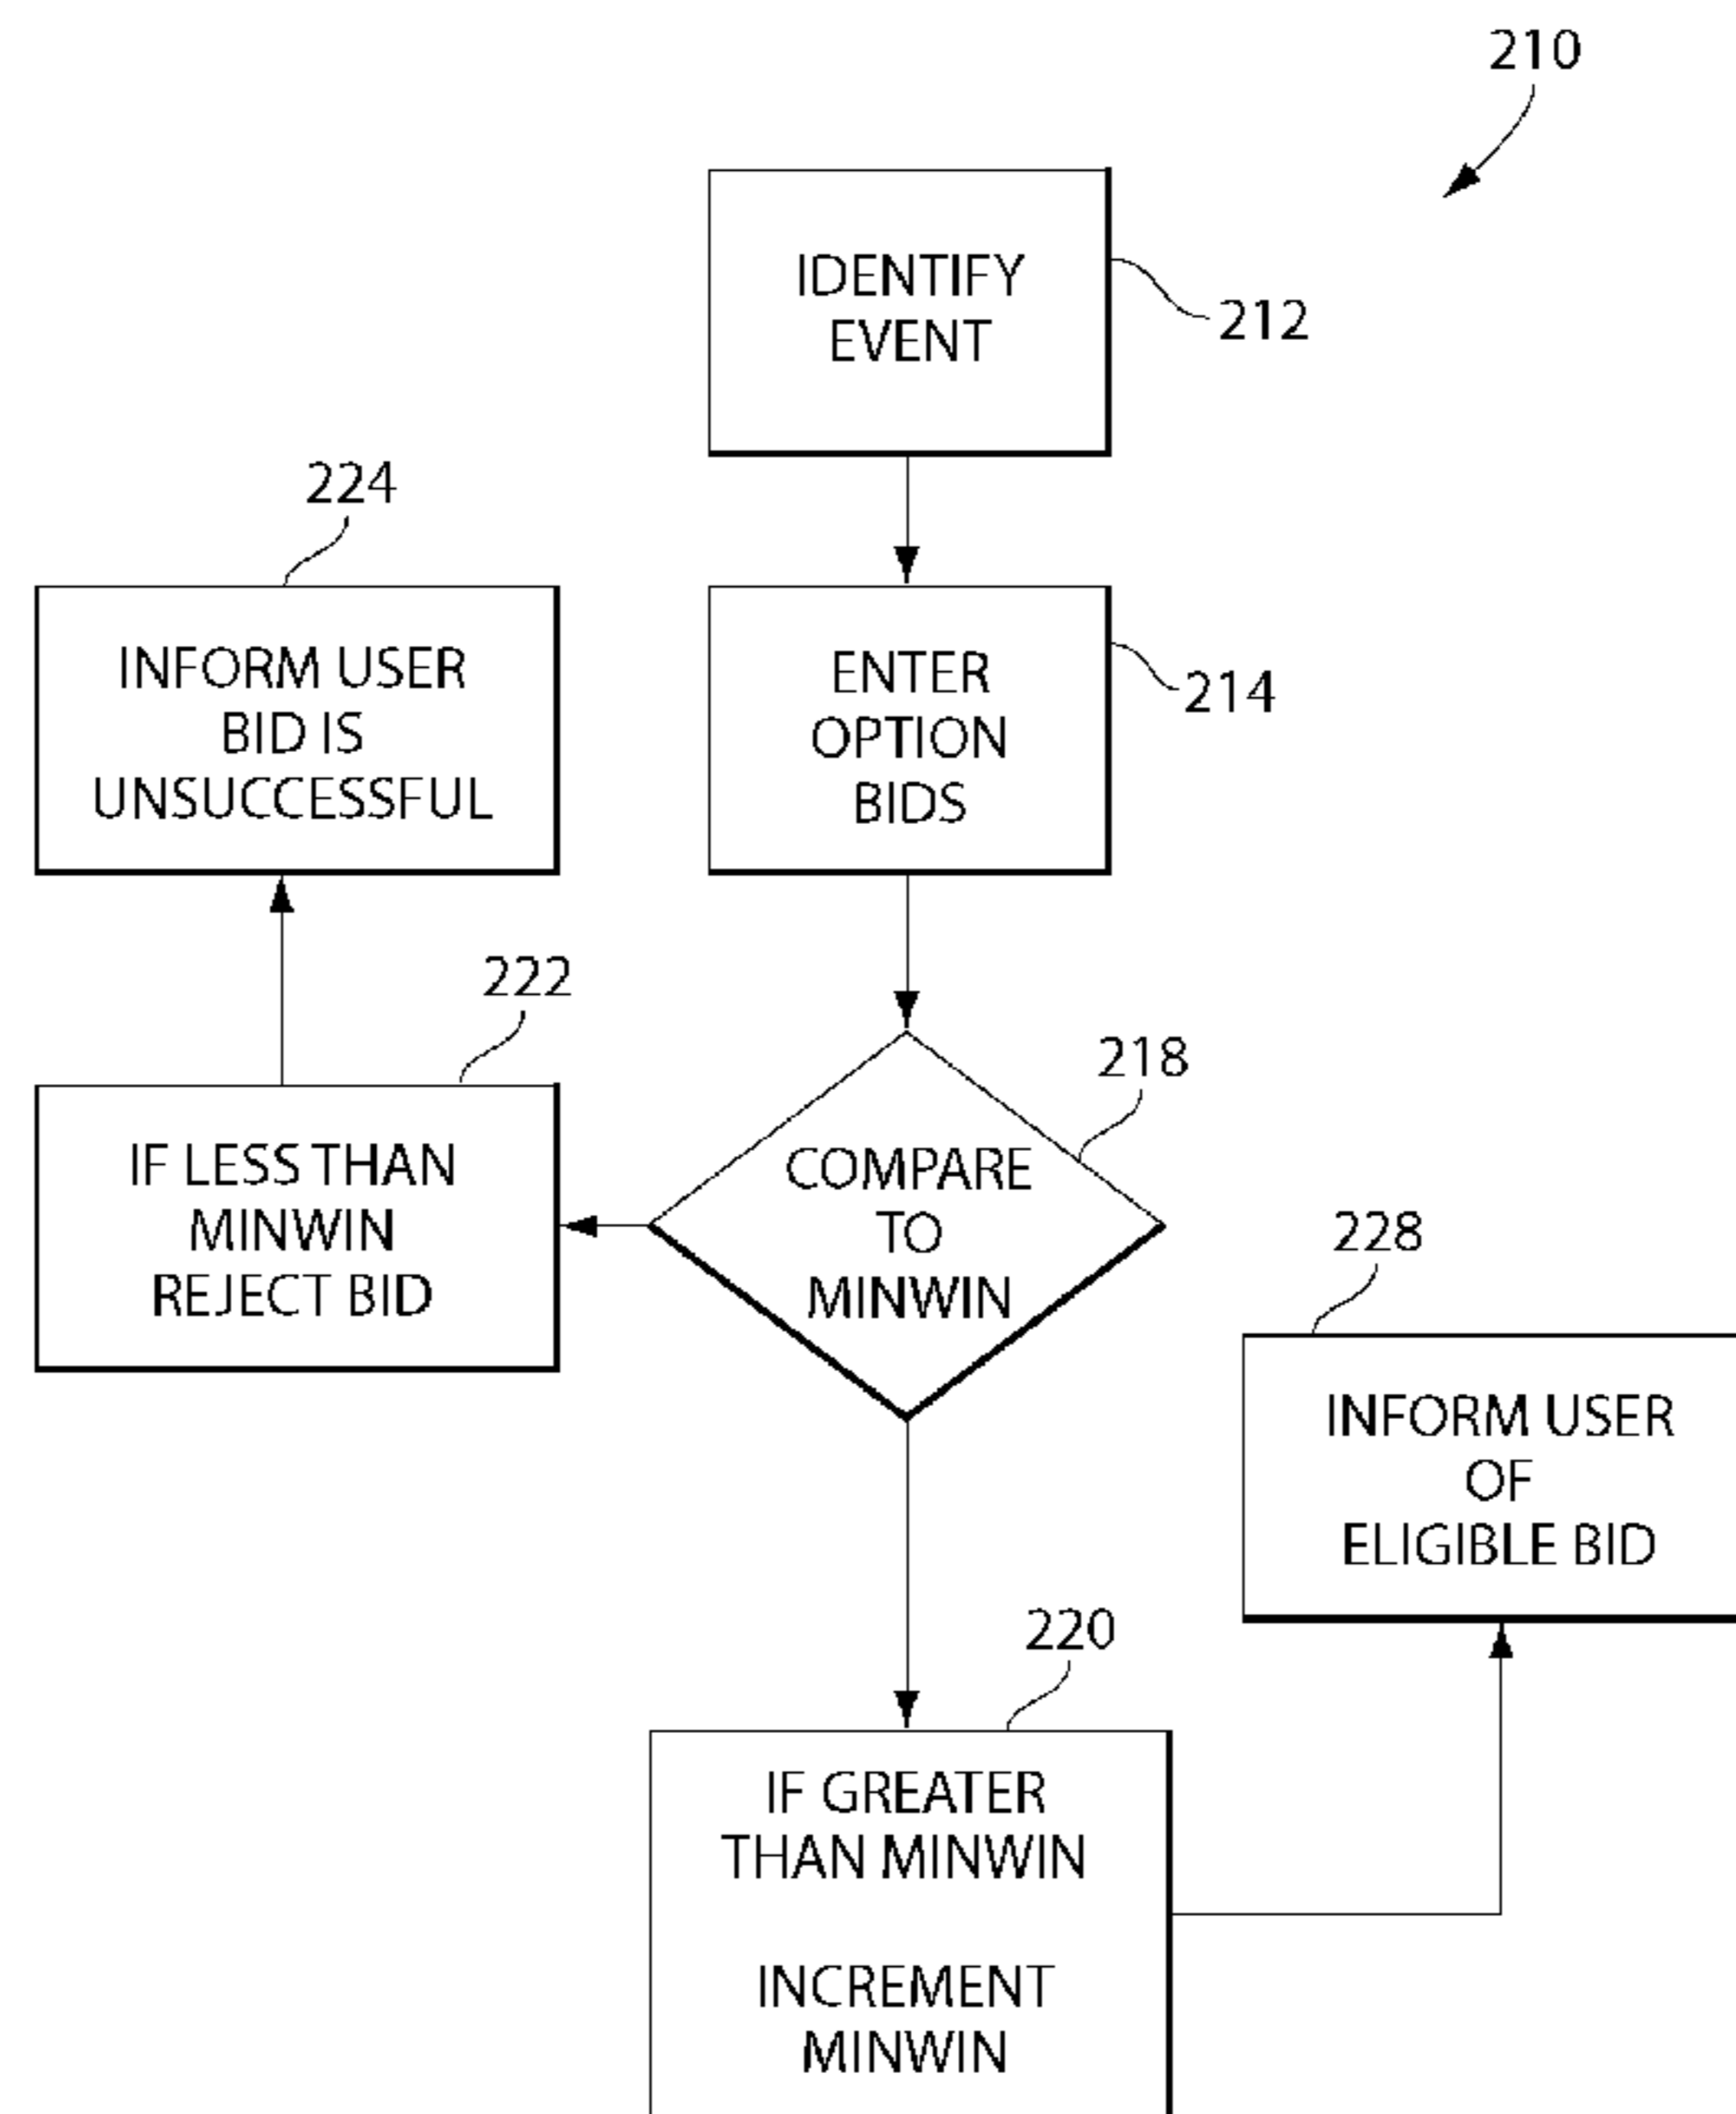 210
IDENTIFY
EVENT
212
224
INFORM USER
BID IS
UNSUCCESSFUL
ENTER
OPTION
BIDS
214
222
IF LESS THAN
MINWIN
REJECT BID
218
COMPARE
TO
MINWIN
228
INFORM USER
OF
ELIGIBLE BID
220
IF GREATER
THAN MINWIN
INCREMENT
MINWIN